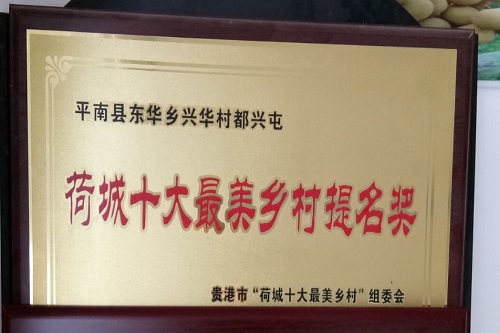 平南县东华乡兴华村都兴屯
荷城十大最美乡村提名奖
贵港市“荷城十大最美乡村”组委会